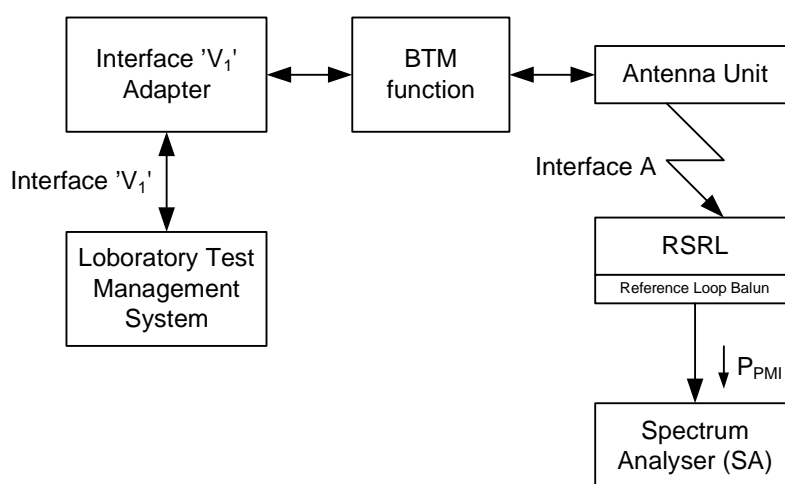 Interface 'V₁'
Adapter
BTM
function
Antenna Unit
Interface 'V₁'
Interface A
Loboratory Test
Management
System
RSRL
Reference Loop Balun
P_PMI
Spectrum
Analyser (SA)